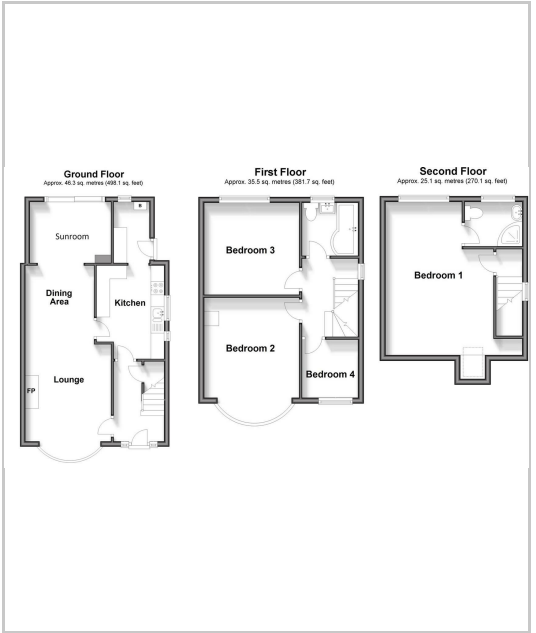 Ground Floor
Approx. 46.3 sq. metres (498.1 sq. feet)
Sunroom
Dining
Area
Kitchen
Lounge
FP
First Floor
Approx. 35.5 sq. metres (381.7 sq. feet)
Bedroom 3
Bedroom 2
Bedroom 4
Second Floor
Approx. 25.1 sq. metres (270.1 sq. feet)
Bedroom 1